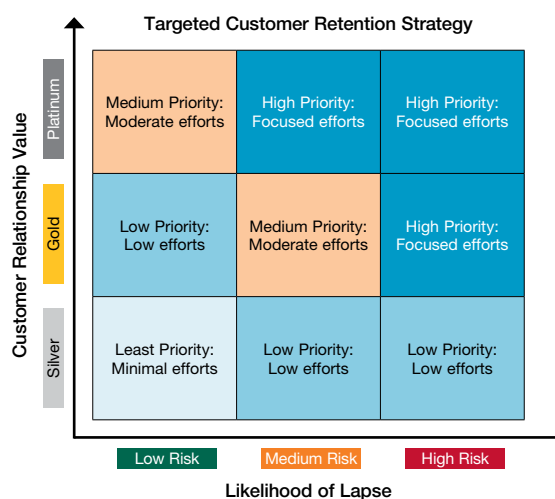 Targeted Customer Retention Strategy
Customer Relationship Value
Platinum
Medium Priority:
Moderate efforts
High Priority:
Focused efforts
High Priority:
Focused efforts
Gold
Low Priority:
Low efforts
Medium Priority:
Moderate efforts
High Priority:
Focused efforts
Silver
Least Priority:
Minimal efforts
Low Priority:
Low efforts
Low Priority:
Low efforts
Low Risk
Medium Risk
High Risk
Likelihood of Lapse